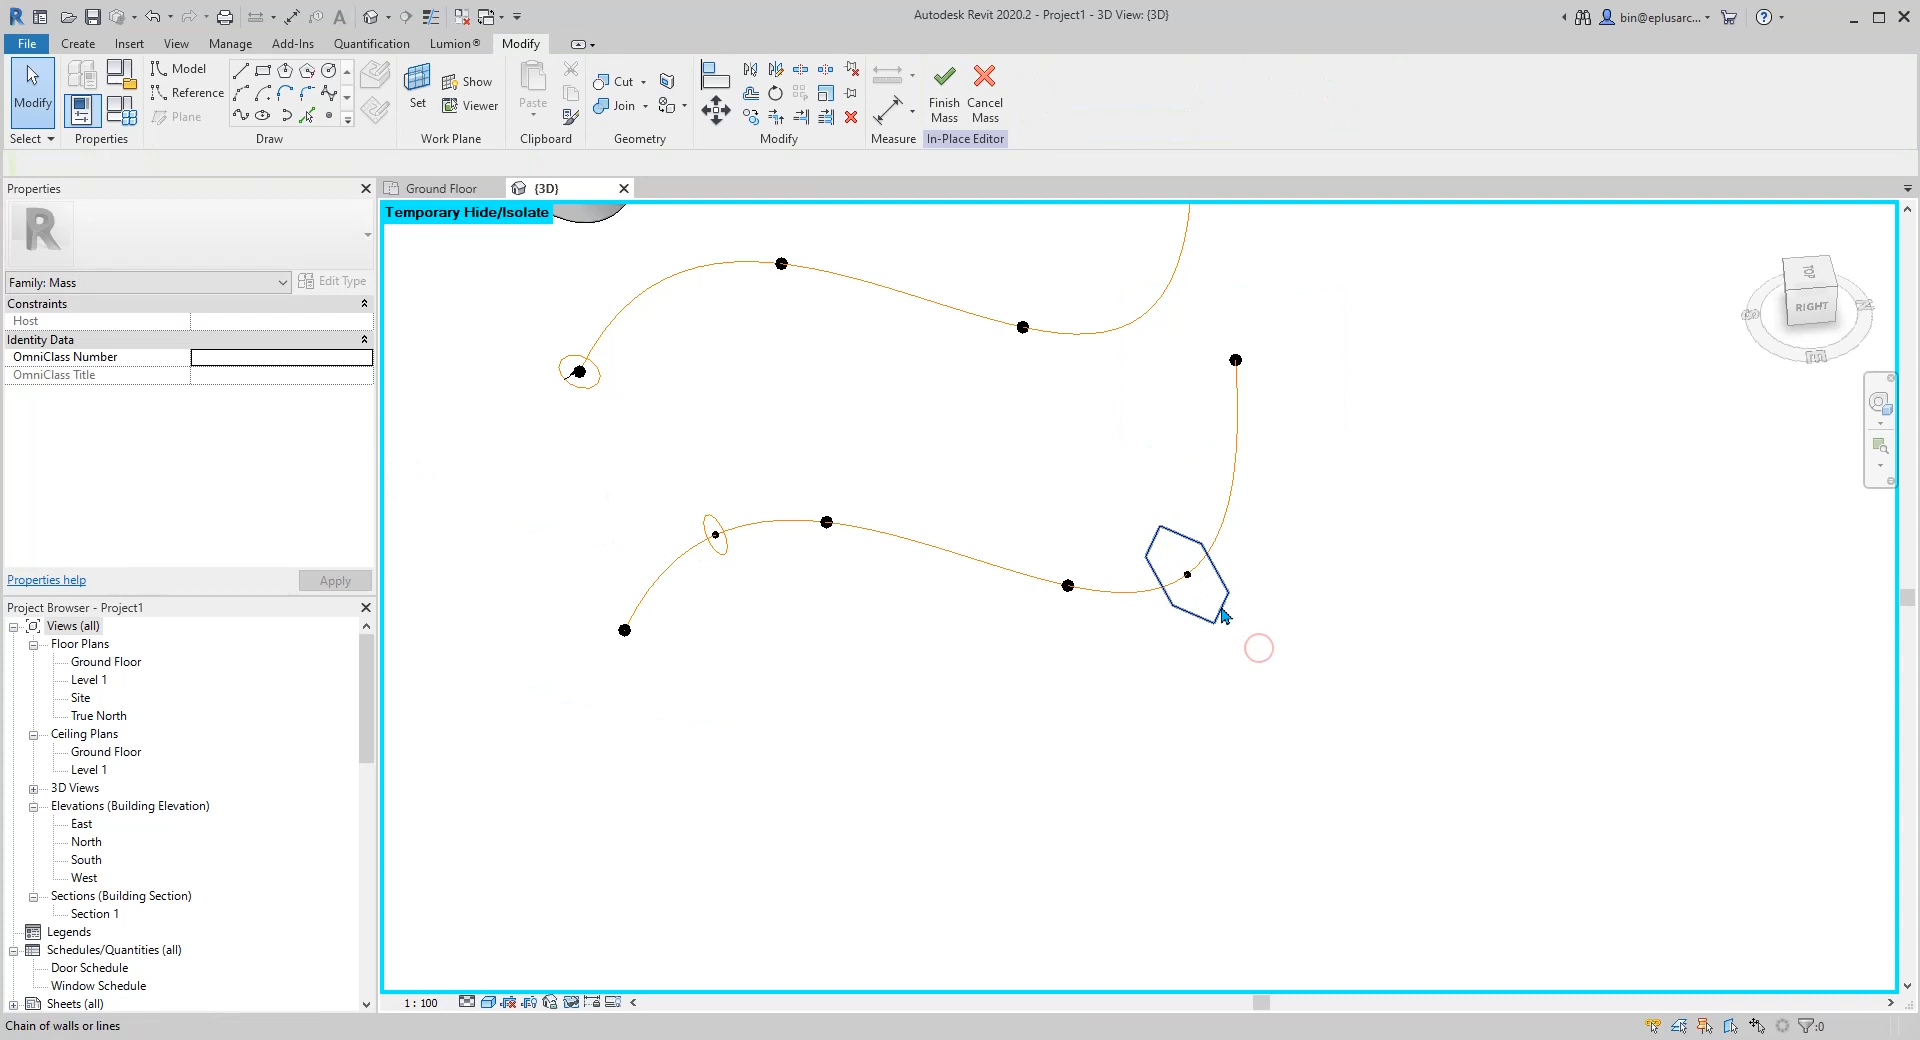 Autodesk Revit 2020.2 - Project1 - 3D View: {3D}
bin@eplusarc...
File
Create
Insert
View
Manage
Add-Ins
Quantification
Lumion®
Modify
Modify
Model
Reference
Plane
Set
Show
Viewer
Paste
Cut
Join
Finish
Mass
Cancel
Mass
Select
Properties
Draw
Work Plane
Clipboard
Geometry
Modify
Measure
In-Place Editor
Properties
Ground Floor
{3D}
Temporary Hide/Isolate
R
Family: Mass
Edit Type
Constraints
Host
Identity Data
OmniClass Number
OmniClass Title
Properties help
Apply
TOP
RIGHT
E
Project Browser - Project1
Views (all)
Floor Plans
Ground Floor
Level 1
Site
True North
Ceiling Plans
Ground Floor
Level 1
3D Views
Elevations (Building Elevation)
East
North
South
West
Sections (Building Section)
Section 1
Legends
Schedules/Quantities (all)
Door Schedule
Window Schedule
Sheets (all)
1 : 100
Chain of walls or lines
:0